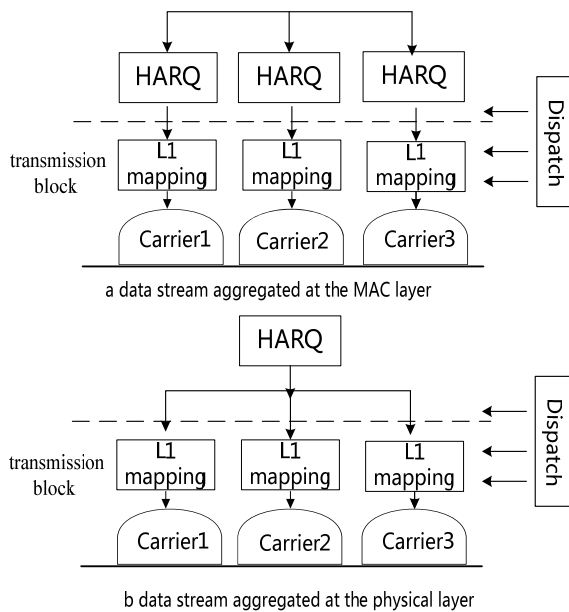 HARQ HARQ HARQ
Dispatch
transmission
block
L1
mapping
L1
mapping
L1
mapping
Carrier1 Carrier2 Carrier3
a data stream aggregated at the MAC layer
HARQ
Dispatch
transmission
block
L1
mapping
L1
mapping
L1
mapping
Carrier1 Carrier2 Carrier3
b data stream aggregated at the physical layer